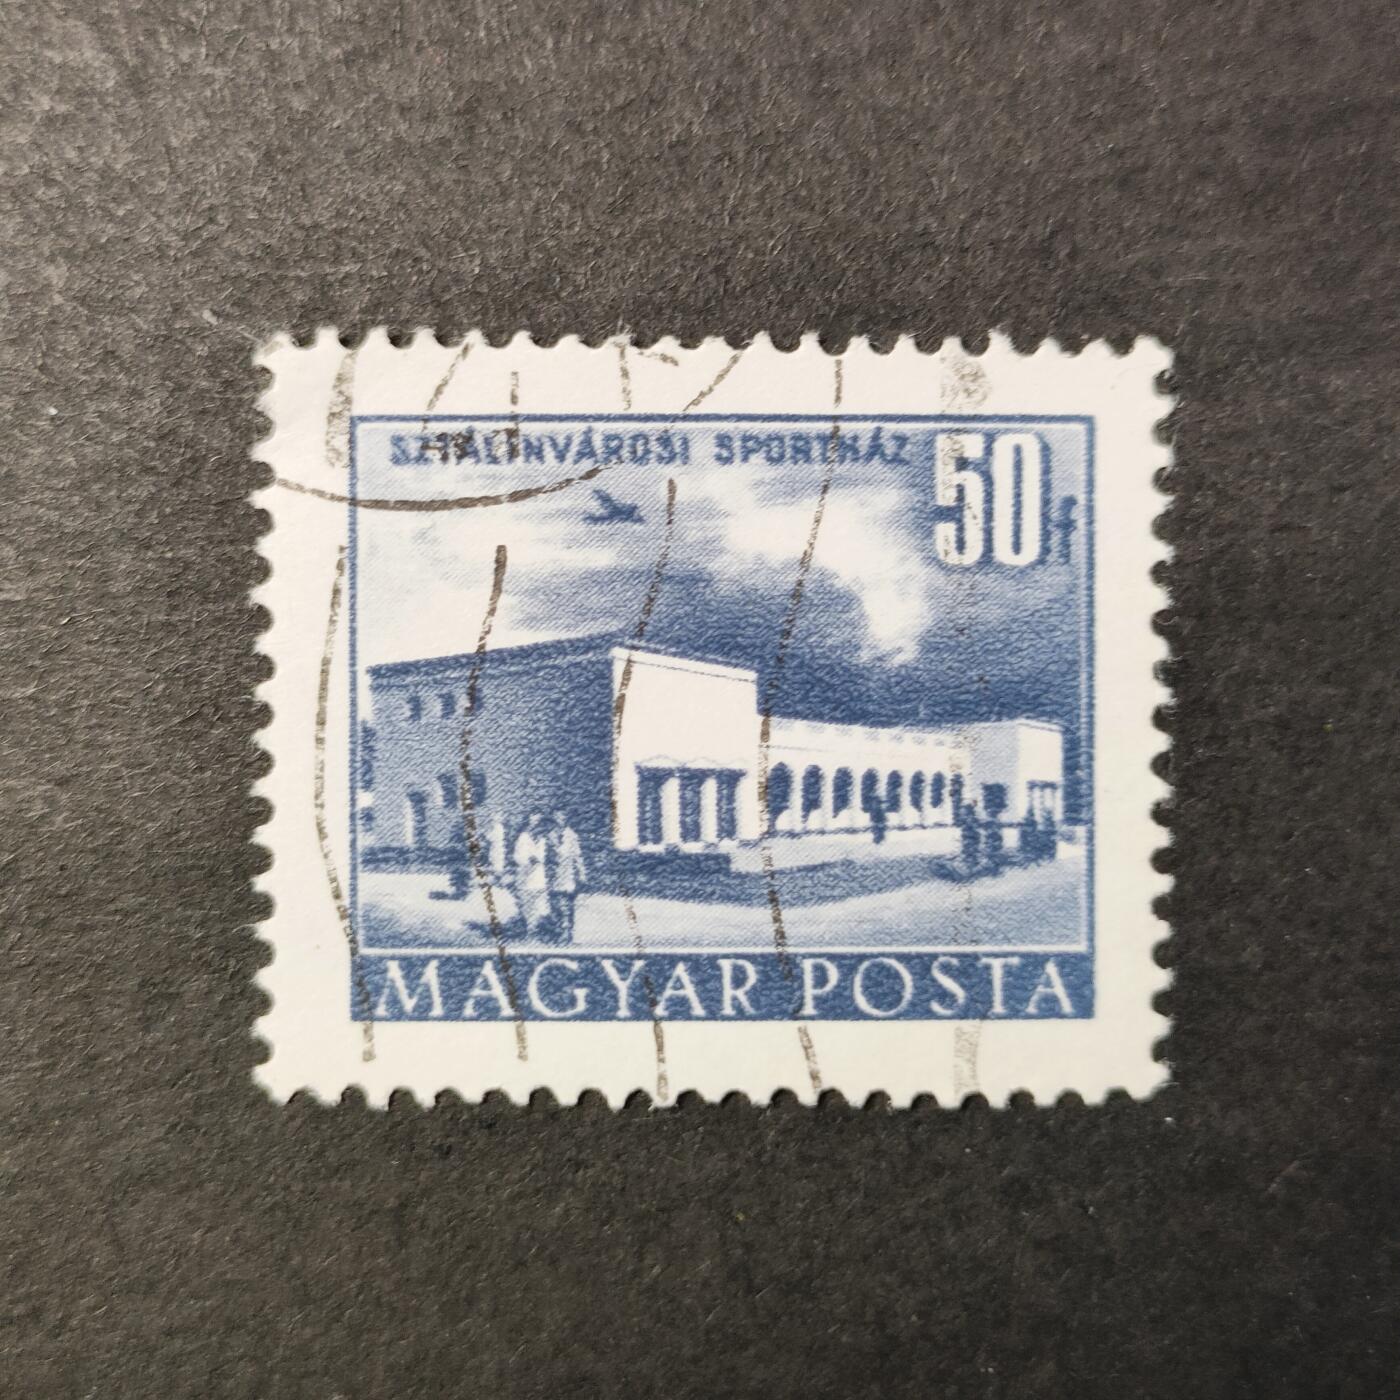 SZTÁLINVÁROSI SPORTHÁZ
50 f
MAGYAR POSTA